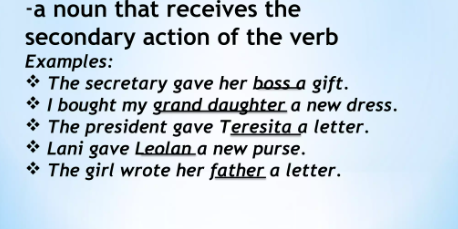 -a noun that receives the
secondary action of the verb
Examples:
❖ The secretary gave her boss a gift.
❖ I bought my grand daughter a new dress.
❖ The president gave Teresita a letter.
❖ Lani gave Leolan a new purse.
❖ The girl wrote her father a letter.